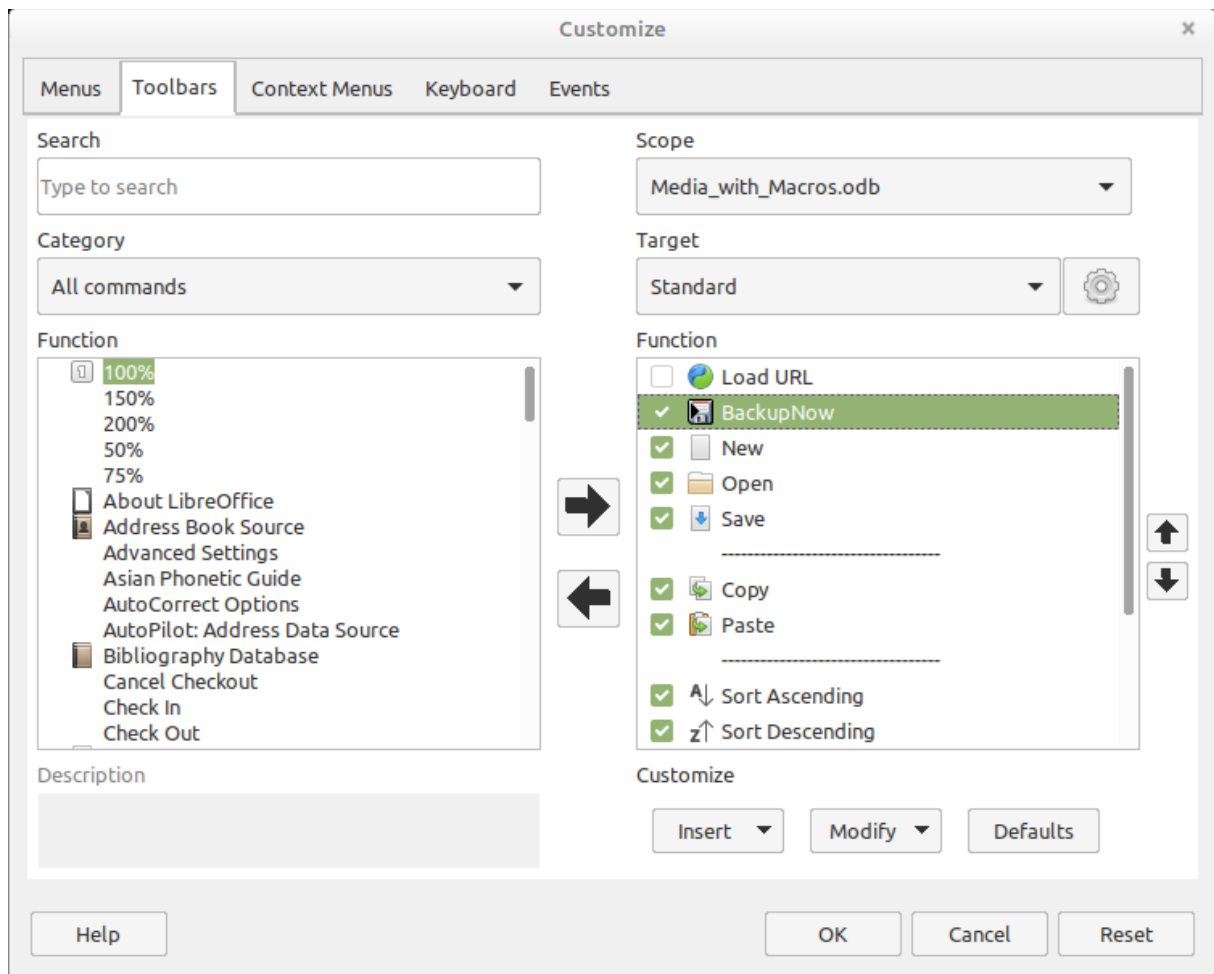 Customize
Menus Toolbars Context Menus Keyboard Events
Search
Type to search
Category
All commands
Function
100%
150%
200%
50%
75%
About LibreOffice
Address Book Source
Advanced Settings
Asian Phonetic Guide
AutoCorrect Options
AutoPilot: Address Data Source
Bibliography Database
Cancel Checkout
Check In
Check Out
Description
Scope
Media_with_Macros.odb
Target
Standard
Function
Load URL
BackupNow
New
Open
Save
----------------------------------
Copy
Paste
----------------------------------
Sort Ascending
Sort Descending
Customize
Insert Modify Defaults
Help OK Cancel Reset